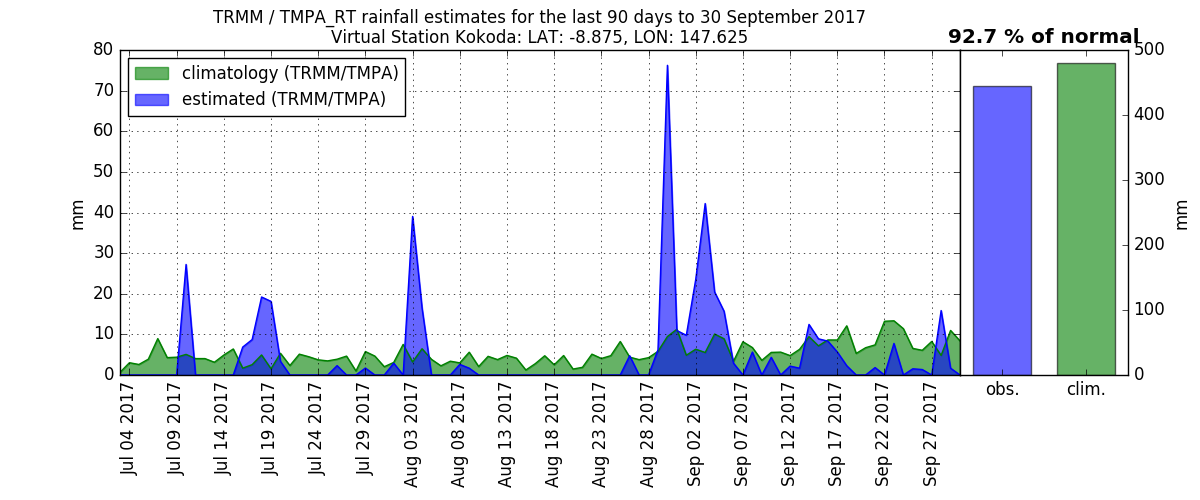 TRMM / TMPA_RT rainfall estimates for the last 90 days to 30 September 2017
Virtual Station Kokoda: LAT: -8.875, LON: 147.625
92.7 % of normal
climatology (TRMM/TMPA)
estimated (TRMM/TMPA)
80
70
60
50
40
30
20
10
0
mm
Jul 04 2017
Jul 09 2017
Jul 14 2017
Jul 19 2017
Jul 24 2017
Jul 29 2017
Aug 03 2017
Aug 08 2017
Aug 13 2017
Aug 18 2017
Aug 23 2017
Aug 28 2017
Sep 02 2017
Sep 07 2017
Sep 12 2017
Sep 17 2017
Sep 22 2017
Sep 27 2017
500
400
300
200
100
0
mm
obs.
clim.